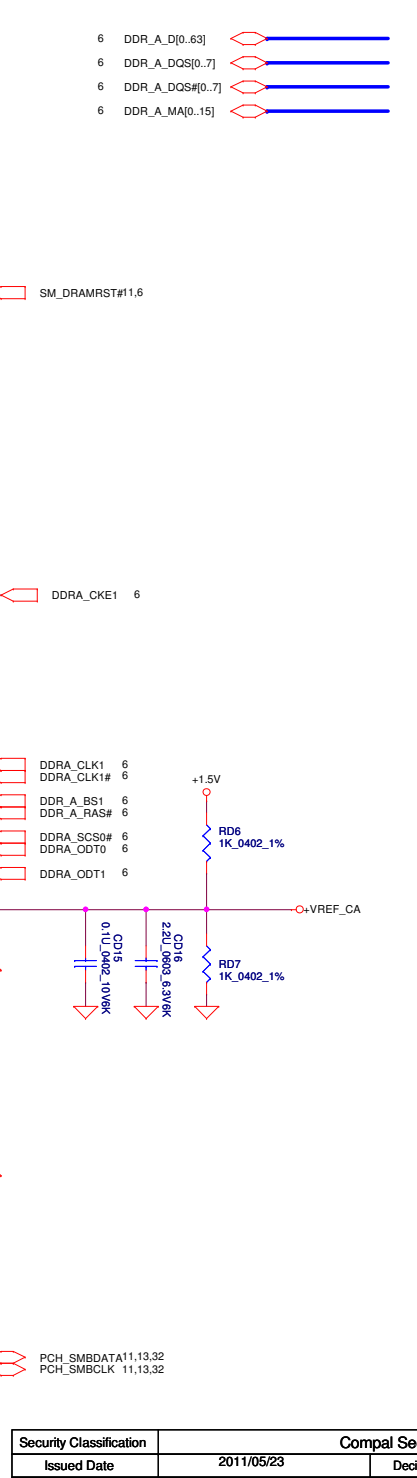 6 DDR_A_D[0..63]
6 DDR_A_DQS[0..7]
6 DDR_A_DQS#[0..7]
6 DDR_A_MA[0..15]
SM_DRAMRST# 11,6
DDRA_CKE1 6
DDRA_CLK1 6
DDRA_CLK1# 6
DDR_A_BS1 6
DDR_A_RAS# 6
DDRA_SCS0# 6
DDRA_ODT0 6
DDRA_ODT1 6
+1.5V
RD6
1K_0402_1%
+VREF_CA
CD15
0.1U_0402_10V6K
CD16
2.2U_0603_6.3V6K
RD7
1K_0402_1%
PCH_SMBDATA 11,13,32
PCH_SMBCLK 11,13,32
Security Classification Compal Se
Issued Date 2011/05/23 Deci